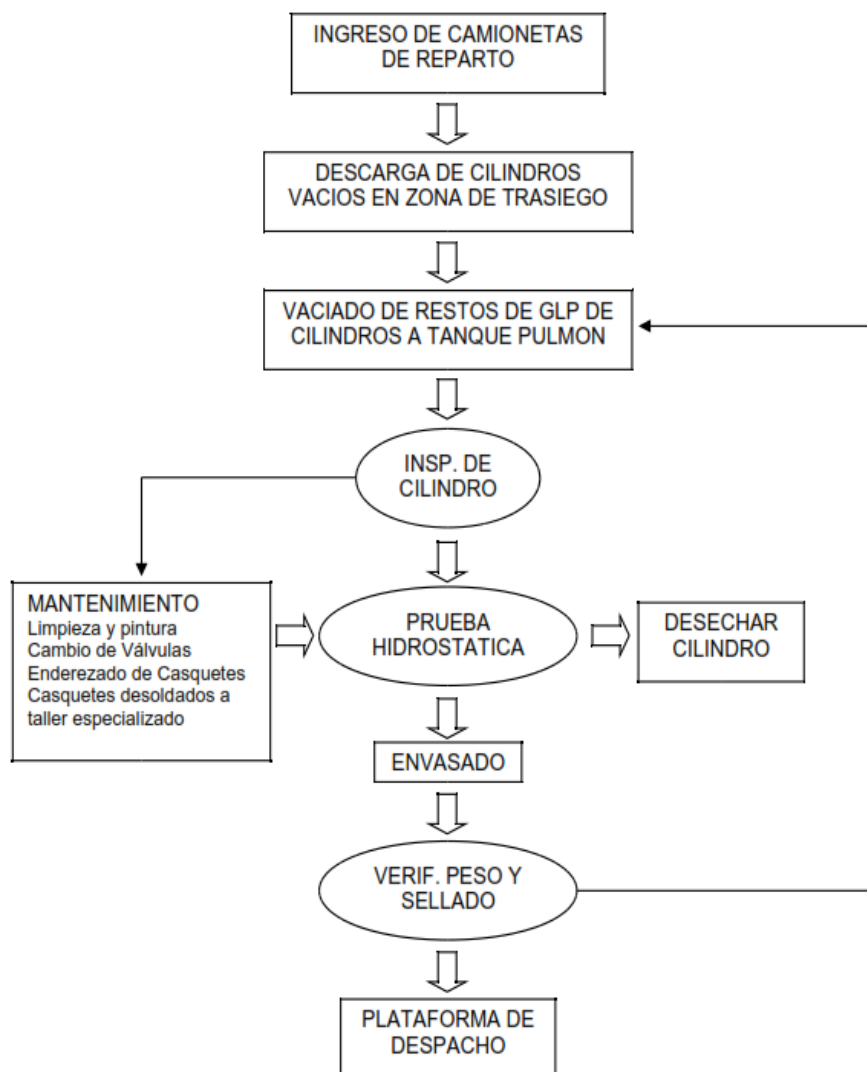 INGRESO DE CAMIONETAS
DE REPARTO
DESCARGA DE CILINDROS
VACIOS EN ZONA DE TRASIEGO
VACIADO DE RESTOS DE GLP DE
CILINDROS A TANQUE PULMON
INSP. DE
CILINDRO
MANTENIMIENTO
Limpieza y pintura
Cambio de Válvulas
Enderezado de Casquetes
Casquetes desoldados a
taller especializado
PRUEBA
HIDROSTATICA
DESECHAR
CILINDRO
ENVASADO
VERIF. PESO Y
SELLADO
PLATAFORMA DE
DESPACHO